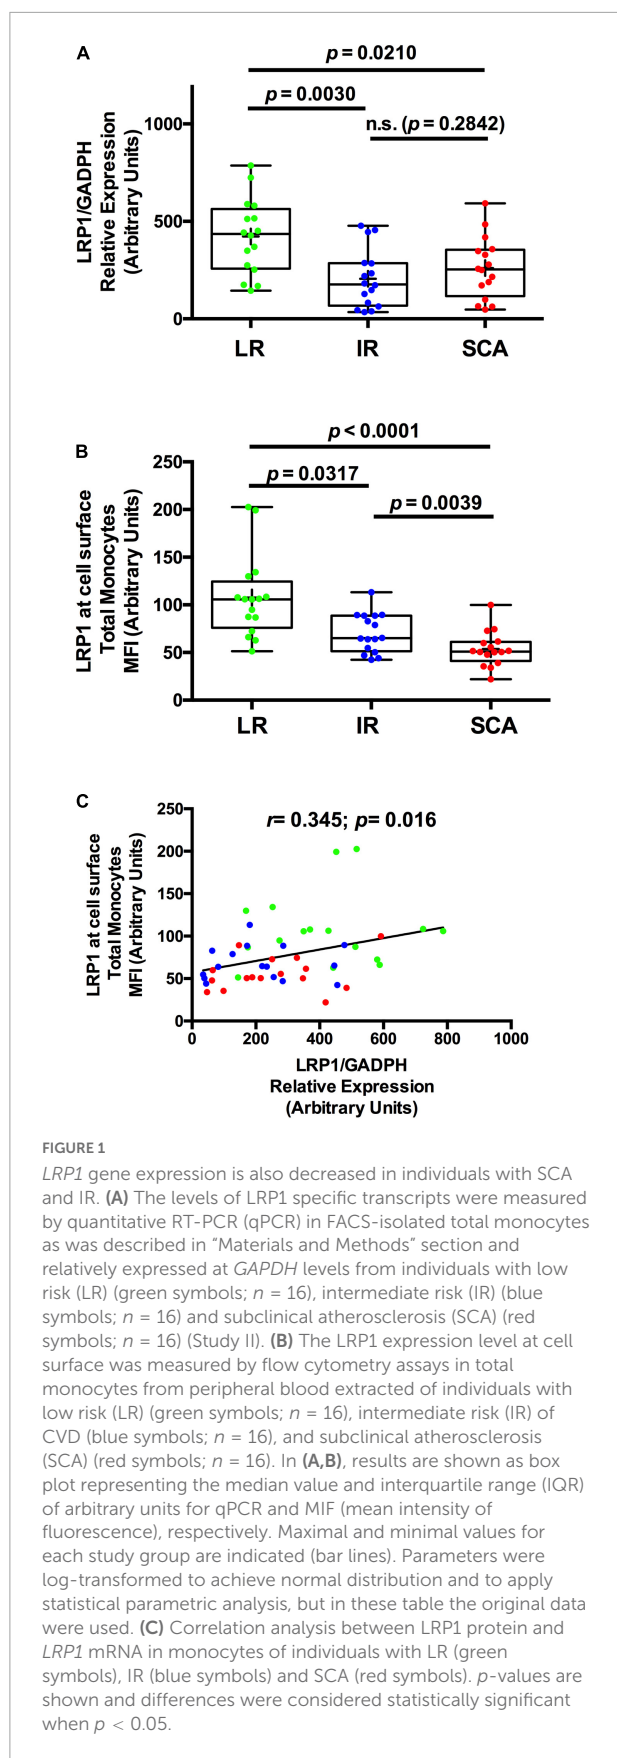 A
p = 0.0210
p = 0.0030
n.s. (p = 0.2842)
LRP1/GADPH
Relative Expression
(Arbitrary Units)
1000
500
0
LR IR SCA
B
p < 0.0001
p = 0.0317
p = 0.0039
LRP1 at cell surface
Total Monocytes
MFI (Arbitrary Units)
250
200
150
100
50
0
LR IR SCA
C
r= 0.345; p= 0.016
LRP1 at cell surface
Total Monocytes
MFI (Arbitrary Units)
250
200
150
100
50
0
0 200 400 600 800 1000
LRP1/GADPH
Relative Expression
(Arbitrary Units)
FIGURE 1
LRP1 gene expression is also decreased in individuals with SCA
and IR. (A) The levels of LRP1 specific transcripts were measured
by quantitative RT-PCR (qPCR) in FACS-isolated total monocytes
as was described in "Materials and Methods" section and
relatively expressed at GAPDH levels from individuals with low
risk (LR) (green symbols; n = 16), intermediate risk (IR) (blue
symbols; n = 16) and subclinical atherosclerosis (SCA) (red
symbols; n = 16) (Study II). (B) The LRP1 expression level at cell
surface was measured by flow cytometry assays in total
monocytes from peripheral blood extracted of individuals with
low risk (LR) (green symbols; n = 16), intermediate risk (IR) of
CVD (blue symbols; n = 16), and subclinical atherosclerosis
(SCA) (red symbols; n = 16). In (A,B), results are shown as box
plot representing the median value and interquartile range (IQR)
of arbitrary units for qPCR and MIF (mean intensity of
fluorescence), respectively. Maximal and minimal values for
each study group are indicated (bar lines). Parameters were
log-transformed to achieve normal distribution and to apply
statistical parametric analysis, but in these table the original data
were used. (C) Correlation analysis between LRP1 protein and
LRP1 mRNA in monocytes of individuals with LR (green
symbols), IR (blue symbols) and SCA (red symbols). p-values are
shown and differences were considered statistically significant
when p < 0.05.